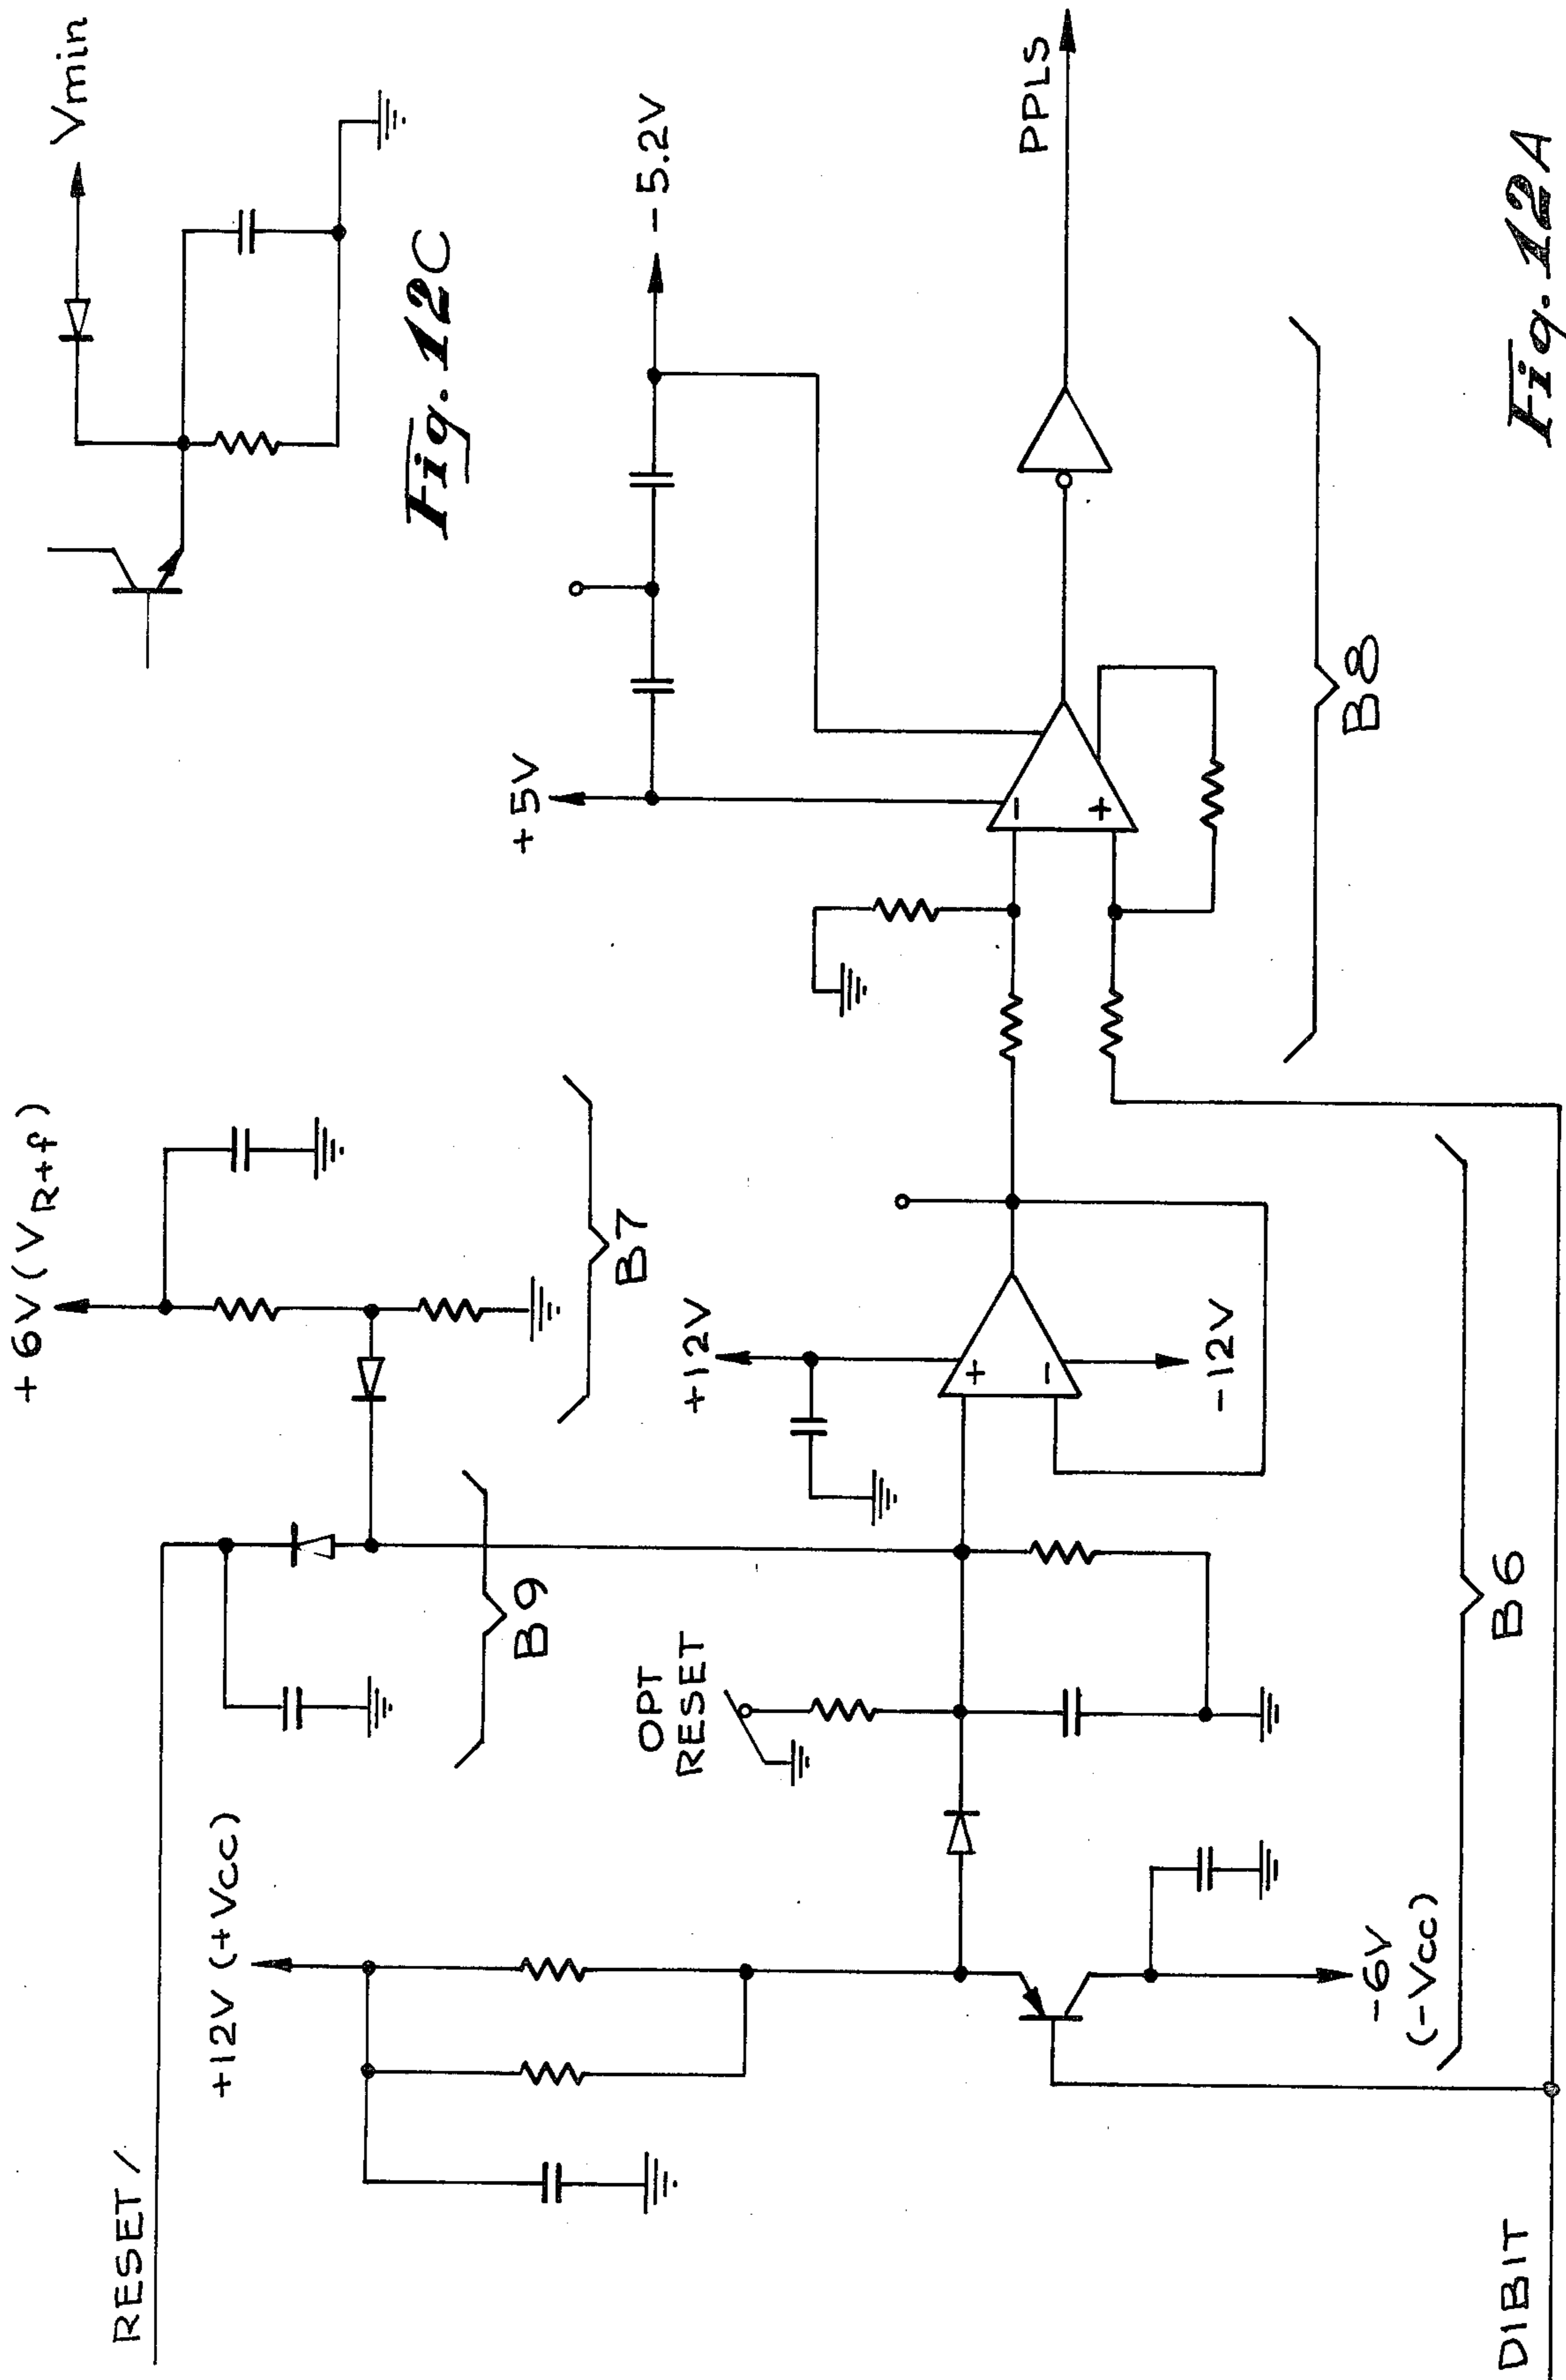 RESET /
+12V (+Vcc)
+6V (VR+f)
B9
B7
OPT
RESET
+12V
-12V
-6V
(-Vcc)
B6
DIBIT
+5V
-5.2V
PPLS
B8
Vmin
Fig. 12C
Fig. 12A
+
-
-
+